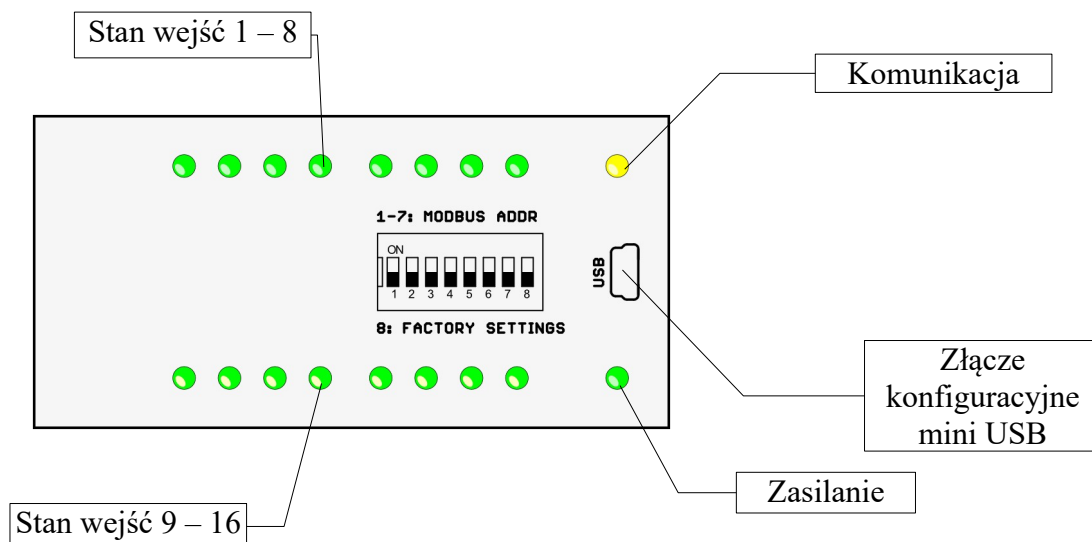 Stan wejść 1 – 8
Komunikacja
1-7: MODBUS ADDR
ON
1 2 3 4 5 6 7 8
USB
8: FACTORY SETTINGS
Złącze
konfiguracyjne
mini USB
Zasilanie
Stan wejść 9 – 16